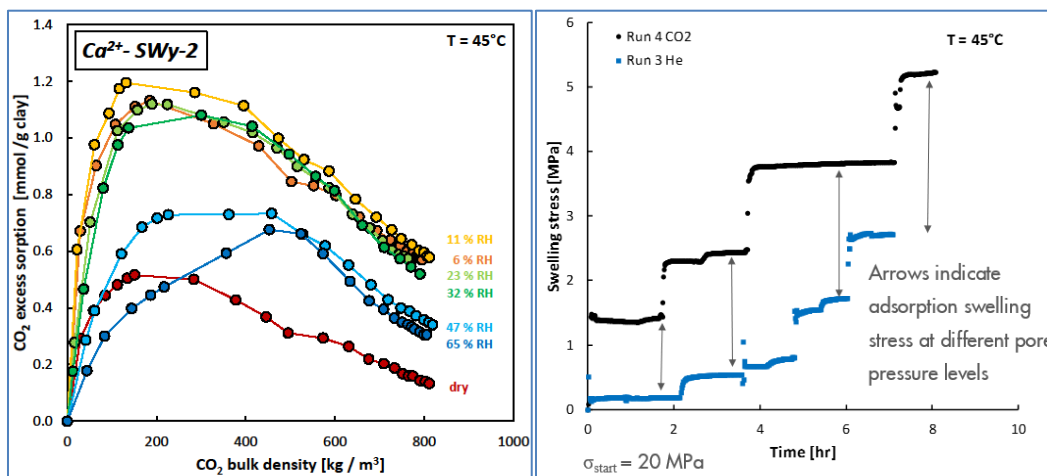 Ca²⁺- SWy-2
T = 45°C
CO₂ excess sorption [mmol /g clay]
1.4
1.2
1.0
0.8
0.6
0.4
0.2
0.0
11 % RH
6 % RH
23 % RH
32 % RH
47 % RH
65 % RH
dry
0
200
400
600
800
1000
CO₂ bulk density [kg / m³]
Run 4 CO2
Run 3 He
T = 45°C
Swelling stress [MPa]
6
5
4
3
2
1
0
Arrows indicate
adsorption swelling
stress at different pore
pressure levels
0
2
4
6
8
10
Time [hr]
σstart = 20 MPa